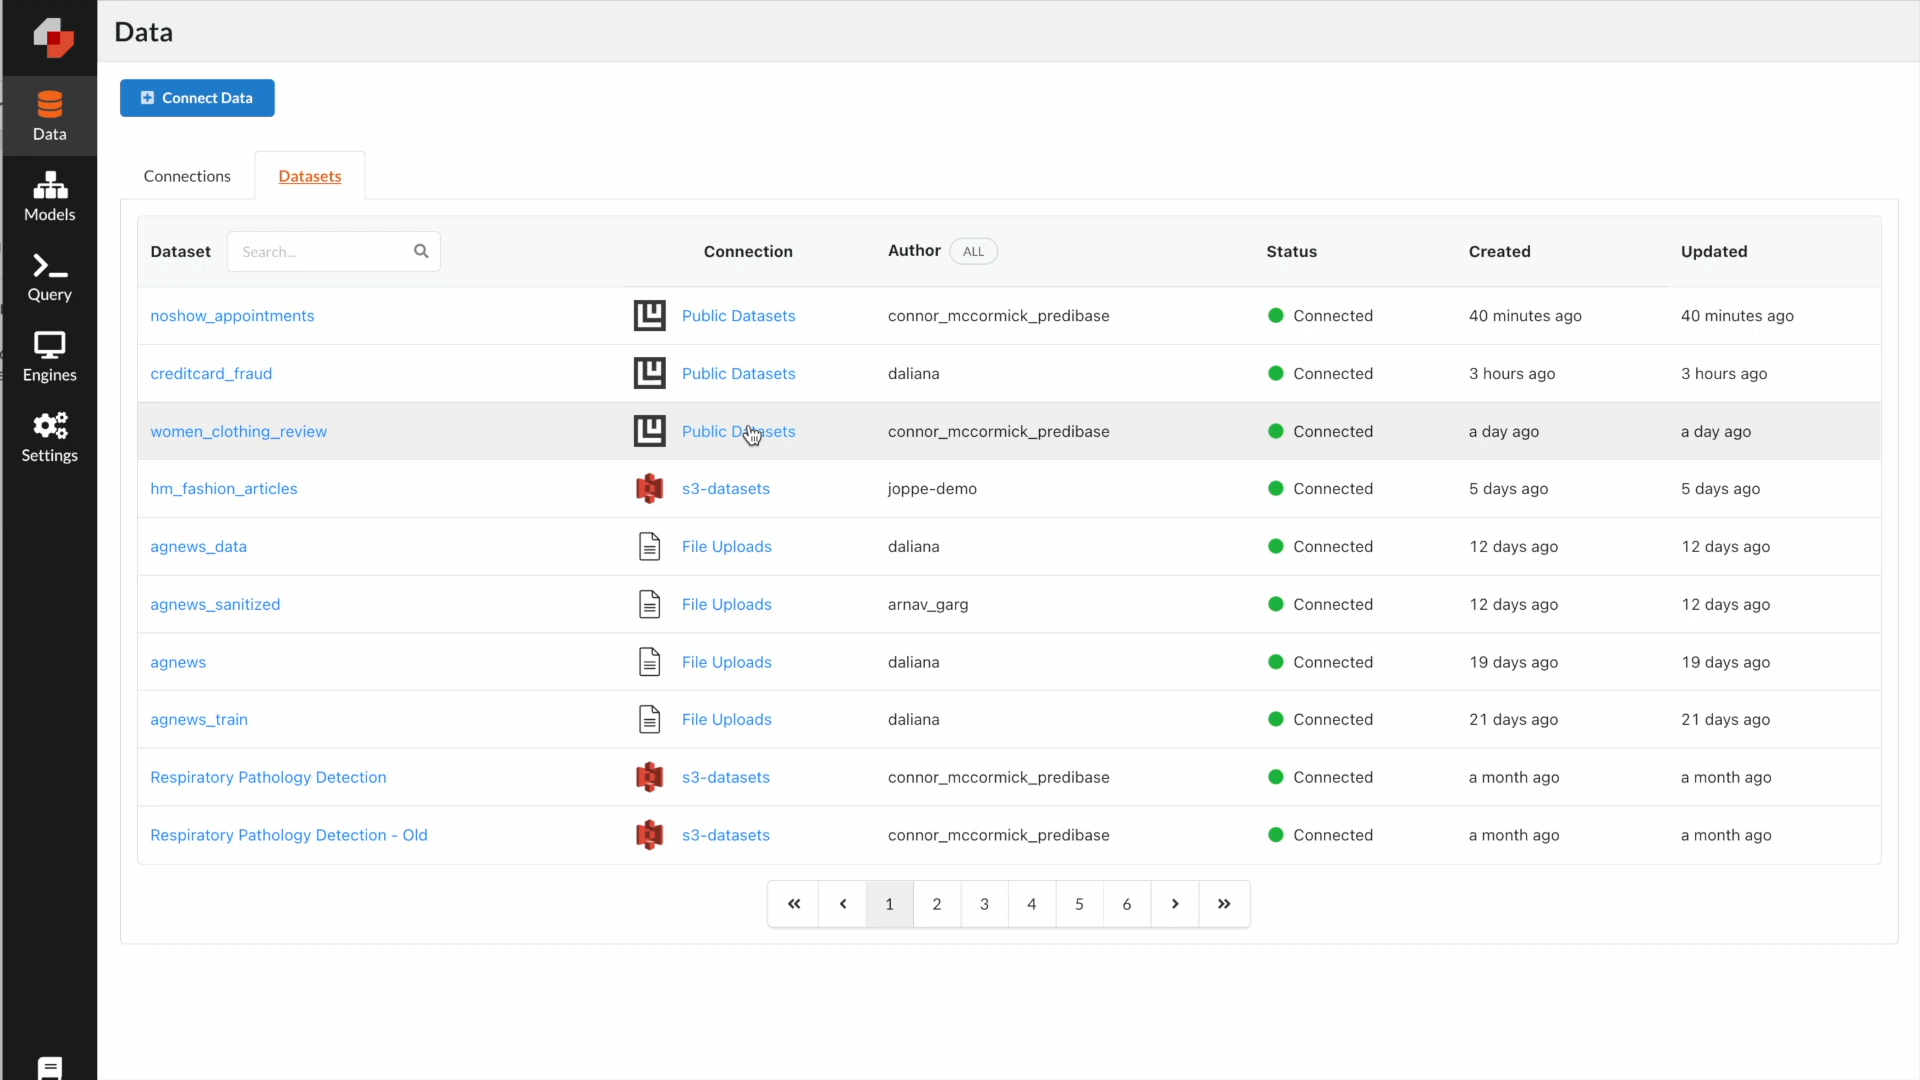 Data
Connect Data
Data
Models
Query
Engines
Settings
Connections Datasets
Dataset Search... Connection Author ALL Status Created Updated
noshow_appointments Public Datasets connor_mccormick_predibase Connected 40 minutes ago 40 minutes ago
creditcard_fraud Public Datasets daliana Connected 3 hours ago 3 hours ago
women_clothing_review Public Datasets connor_mccormick_predibase Connected a day ago a day ago
hm_fashion_articles s3-datasets joppe-demo Connected 5 days ago 5 days ago
agnews_data File Uploads daliana Connected 12 days ago 12 days ago
agnews_sanitized File Uploads arnav_garg Connected 12 days ago 12 days ago
agnews File Uploads daliana Connected 19 days ago 19 days ago
agnews_train File Uploads daliana Connected 21 days ago 21 days ago
Respiratory Pathology Detection s3-datasets connor_mccormick_predibase Connected a month ago a month ago
Respiratory Pathology Detection - Old s3-datasets connor_mccormick_predibase Connected a month ago a month ago
« ‹ 1 2 3 4 5 6 › »